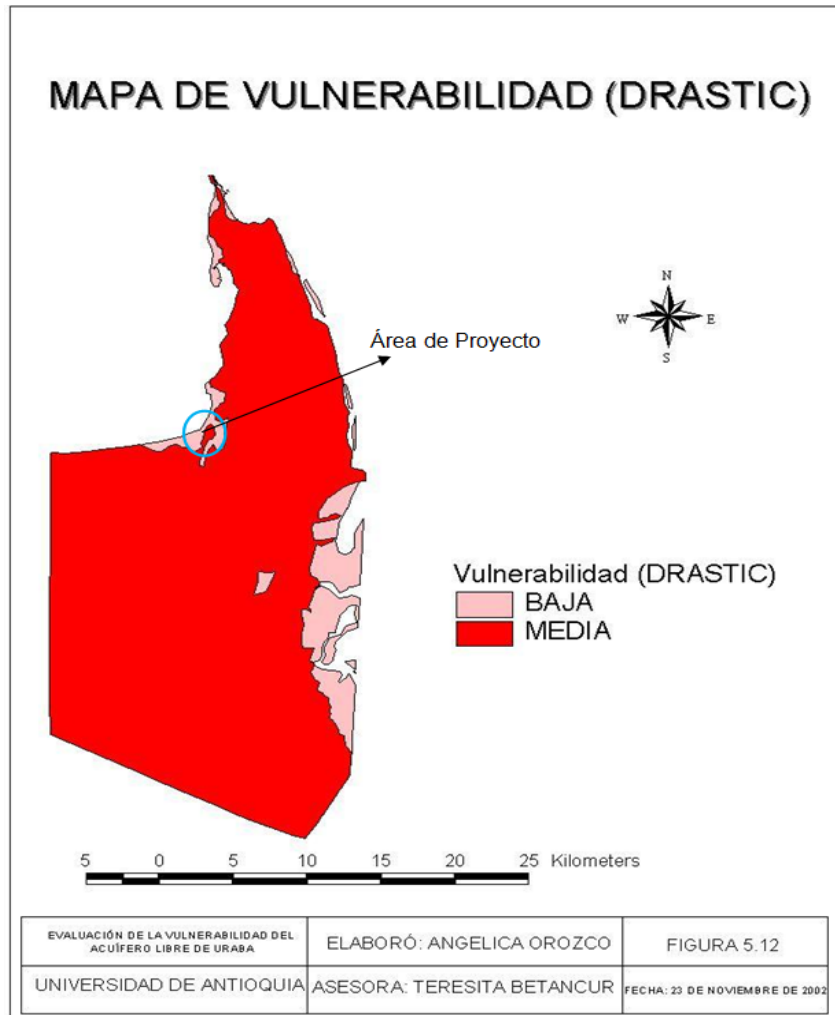 MAPA DE VULNERABILIDAD (DRASTIC)
N
W E
S
Área de Proyecto
Vulnerabilidad (DRASTIC)
BAJA
MEDIA
5 0 5 10 15 20 25 Kilometers
EVALUACIÓN DE LA VULNERABILIDAD DEL
ACUÍFERO LIBRE DE URABA
ELABORÓ: ANGELICA OROZCO
FIGURA 5.12
UNIVERSIDAD DE ANTIOQUIA
ASESORA: TERESITA BETANCUR
FECHA: 23 DE NOVIEMBRE DE 2002